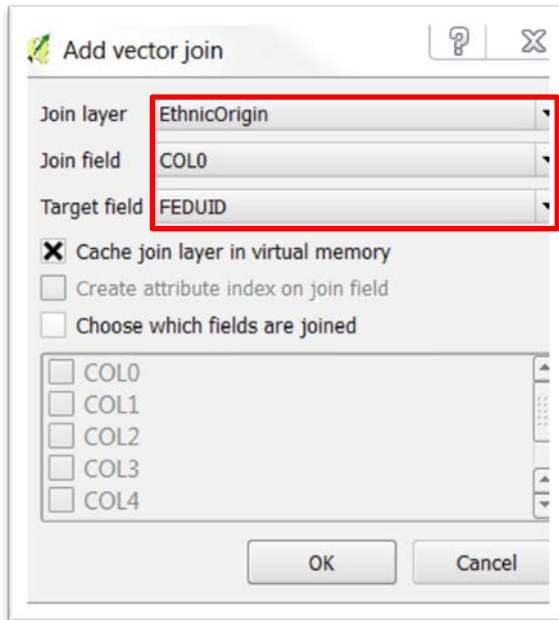 Add vector join
Join layer EthnicOrigin
Join field COL0
Target field FEDUID
Cache join layer in virtual memory
Create attribute index on join field
Choose which fields are joined
COL0
COL1
COL2
COL3
COL4
OK Cancel